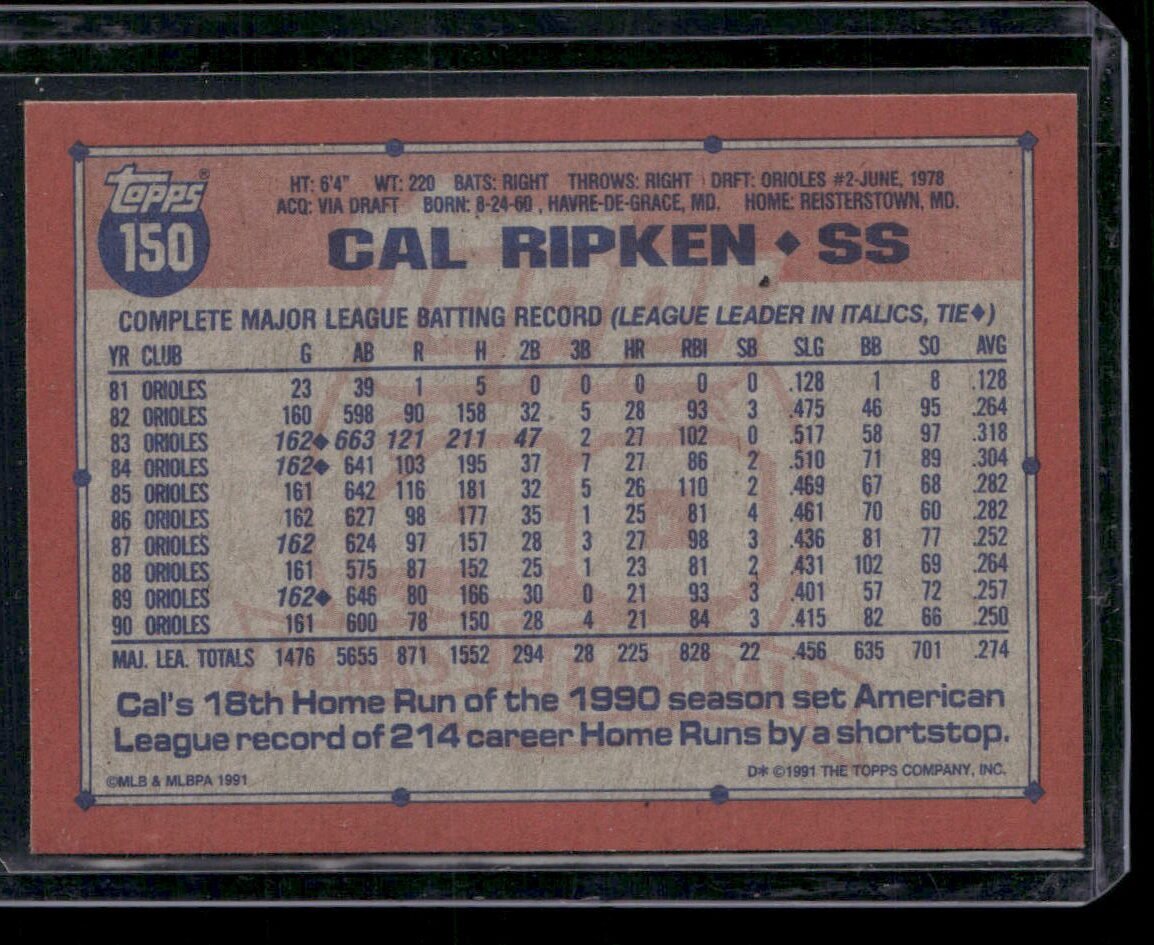 Topps®
150
HT: 6'4" WT: 220 BATS: RIGHT THROWS: RIGHT DRFT: ORIOLES #2-JUNE, 1978
ACQ: VIA DRAFT BORN: 8-24-60, HAVRE-DE-GRACE, MD. HOME: REISTERSTOWN, MD.
CAL RIPKEN ◆ SS
COMPLETE MAJOR LEAGUE BATTING RECORD (LEAGUE LEADER IN ITALICS, TIE◆)
YR CLUB G AB R H 2B 3B HR RBI SB SLG BB SO AVG
81 ORIOLES 23 39 1 5 0 0 0 0 0 .128 1 8 .128
82 ORIOLES 160 598 90 158 32 5 28 93 3 .475 46 95 .264
83 ORIOLES 162◆ 663 121 211 47 2 27 102 0 .517 58 97 .318
84 ORIOLES 162◆ 641 103 195 37 7 27 86 2 .510 71 89 .304
85 ORIOLES 161 642 116 181 32 5 26 110 2 .469 67 68 .282
86 ORIOLES 162 627 98 177 35 1 25 81 4 .461 70 60 .282
87 ORIOLES 162 624 97 157 28 3 27 98 3 .436 81 77 .252
88 ORIOLES 161 575 87 152 25 1 23 81 2 .431 102 69 .264
89 ORIOLES 162◆ 646 80 166 30 0 21 93 3 .401 57 72 .257
90 ORIOLES 161 600 78 150 28 4 21 84 3 .415 82 66 .250
MAJ. LEA. TOTALS 1476 5655 871 1552 294 28 225 828 22 .456 635 701 .274
Cal's 18th Home Run of the 1990 season set American
League record of 214 career Home Runs by a shortstop.
©MLB & MLBPA 1991
D* ©1991 THE TOPPS COMPANY, INC.